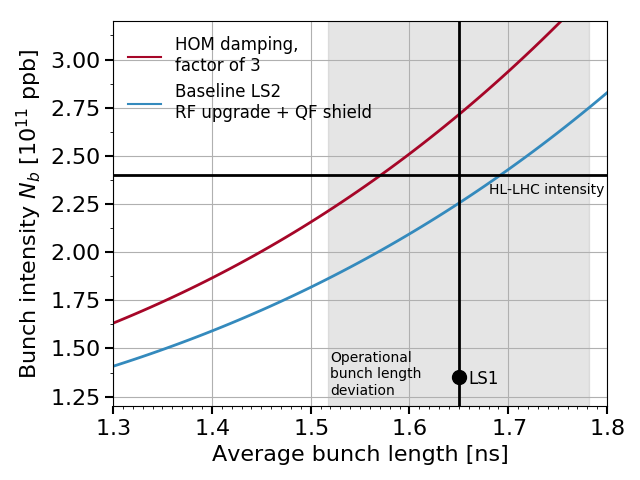 HOM damping,
factor of 3
Baseline LS2
RF upgrade + QF shield
HL-LHC intensity
Operational
bunch length
deviation
LS1
Bunch intensity $N_b$ [$10^{11}$ ppb]
3.00
2.75
2.50
2.25
2.00
1.75
1.50
1.25
1.3 1.4 1.5 1.6 1.7 1.8
Average bunch length [ns]